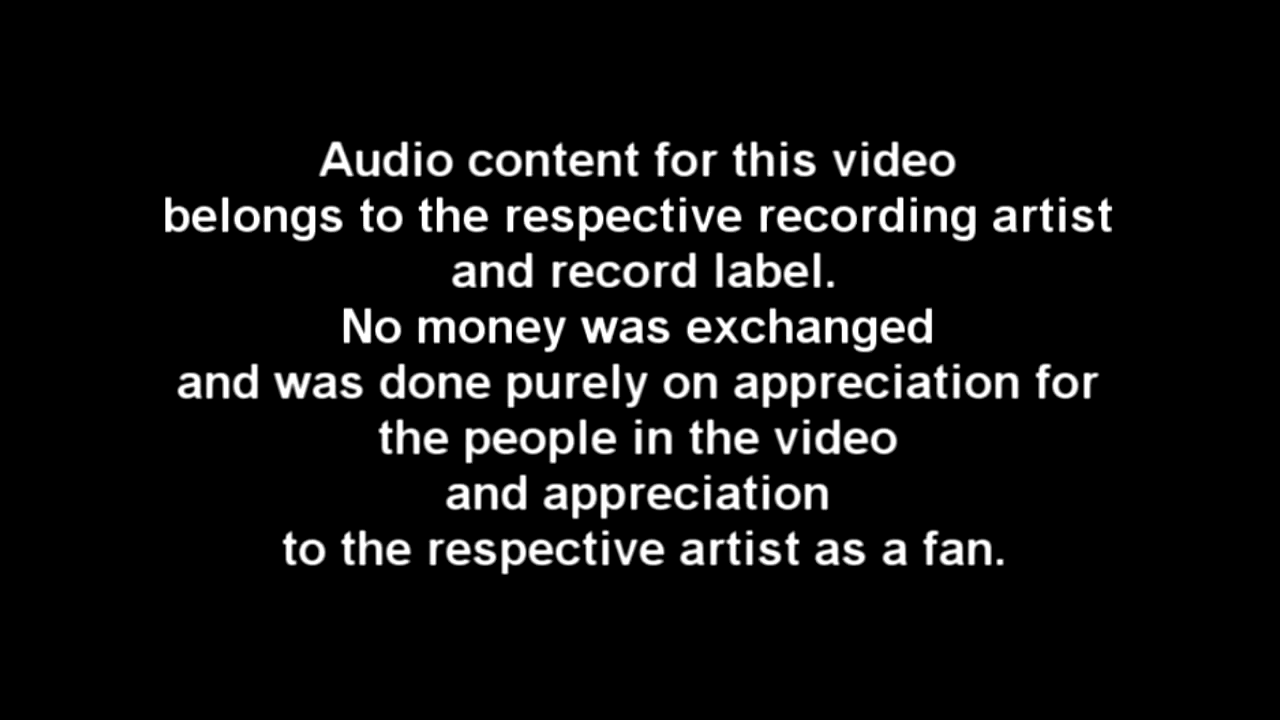 Audio content for this video
belongs to the respective recording artist
and record label.
No money was exchanged
and was done purely on appreciation for
the people in the video
and appreciation
to the respective artist as a fan.